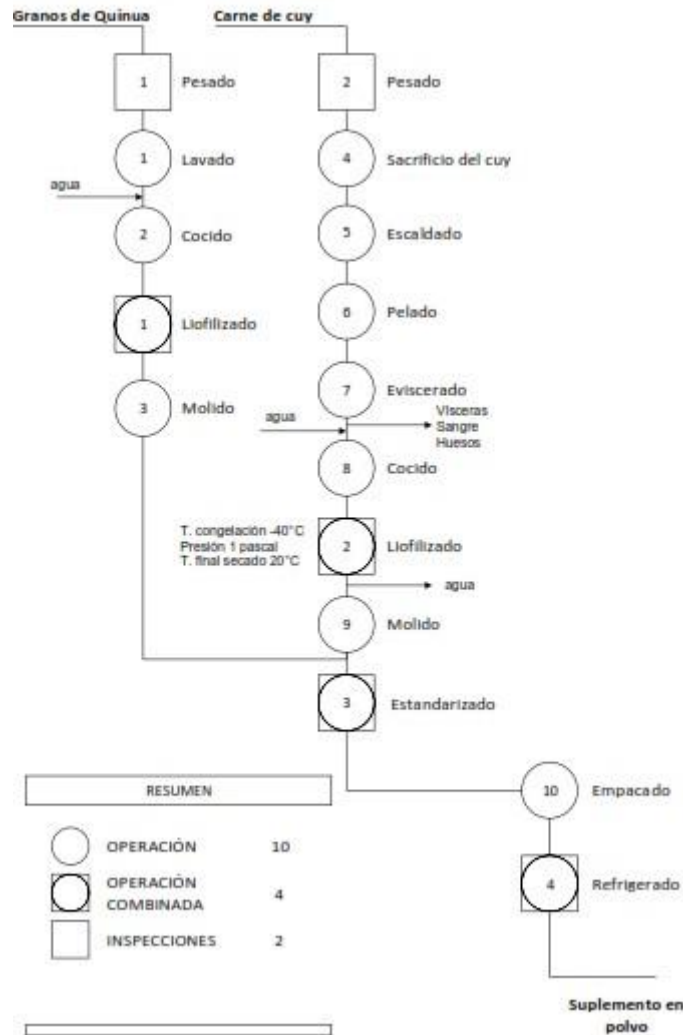 Granos de Quinua
Carne de cuy
1 Pesado
2 Pesado
1 Lavado
4 Sacrificio del cuy
agua
2 Cocido
5 Escaldado
1 Liofilizado
6 Pelado
3 Molido
7 Eviscerado
agua
Vísceras
Sangre
Huesos
8 Cocido
T. congelación -40°C
Presión 1 pascal
T. final secado 20°C
2 Liofilizado
agua
9 Molido
3 Estandarizado
RESUMEN
10 Empacado
OPERACIÓN 10
OPERACIÓN
COMBINADA 4
4 Refrigerado
INSPECCIONES 2
Suplemento en
polvo